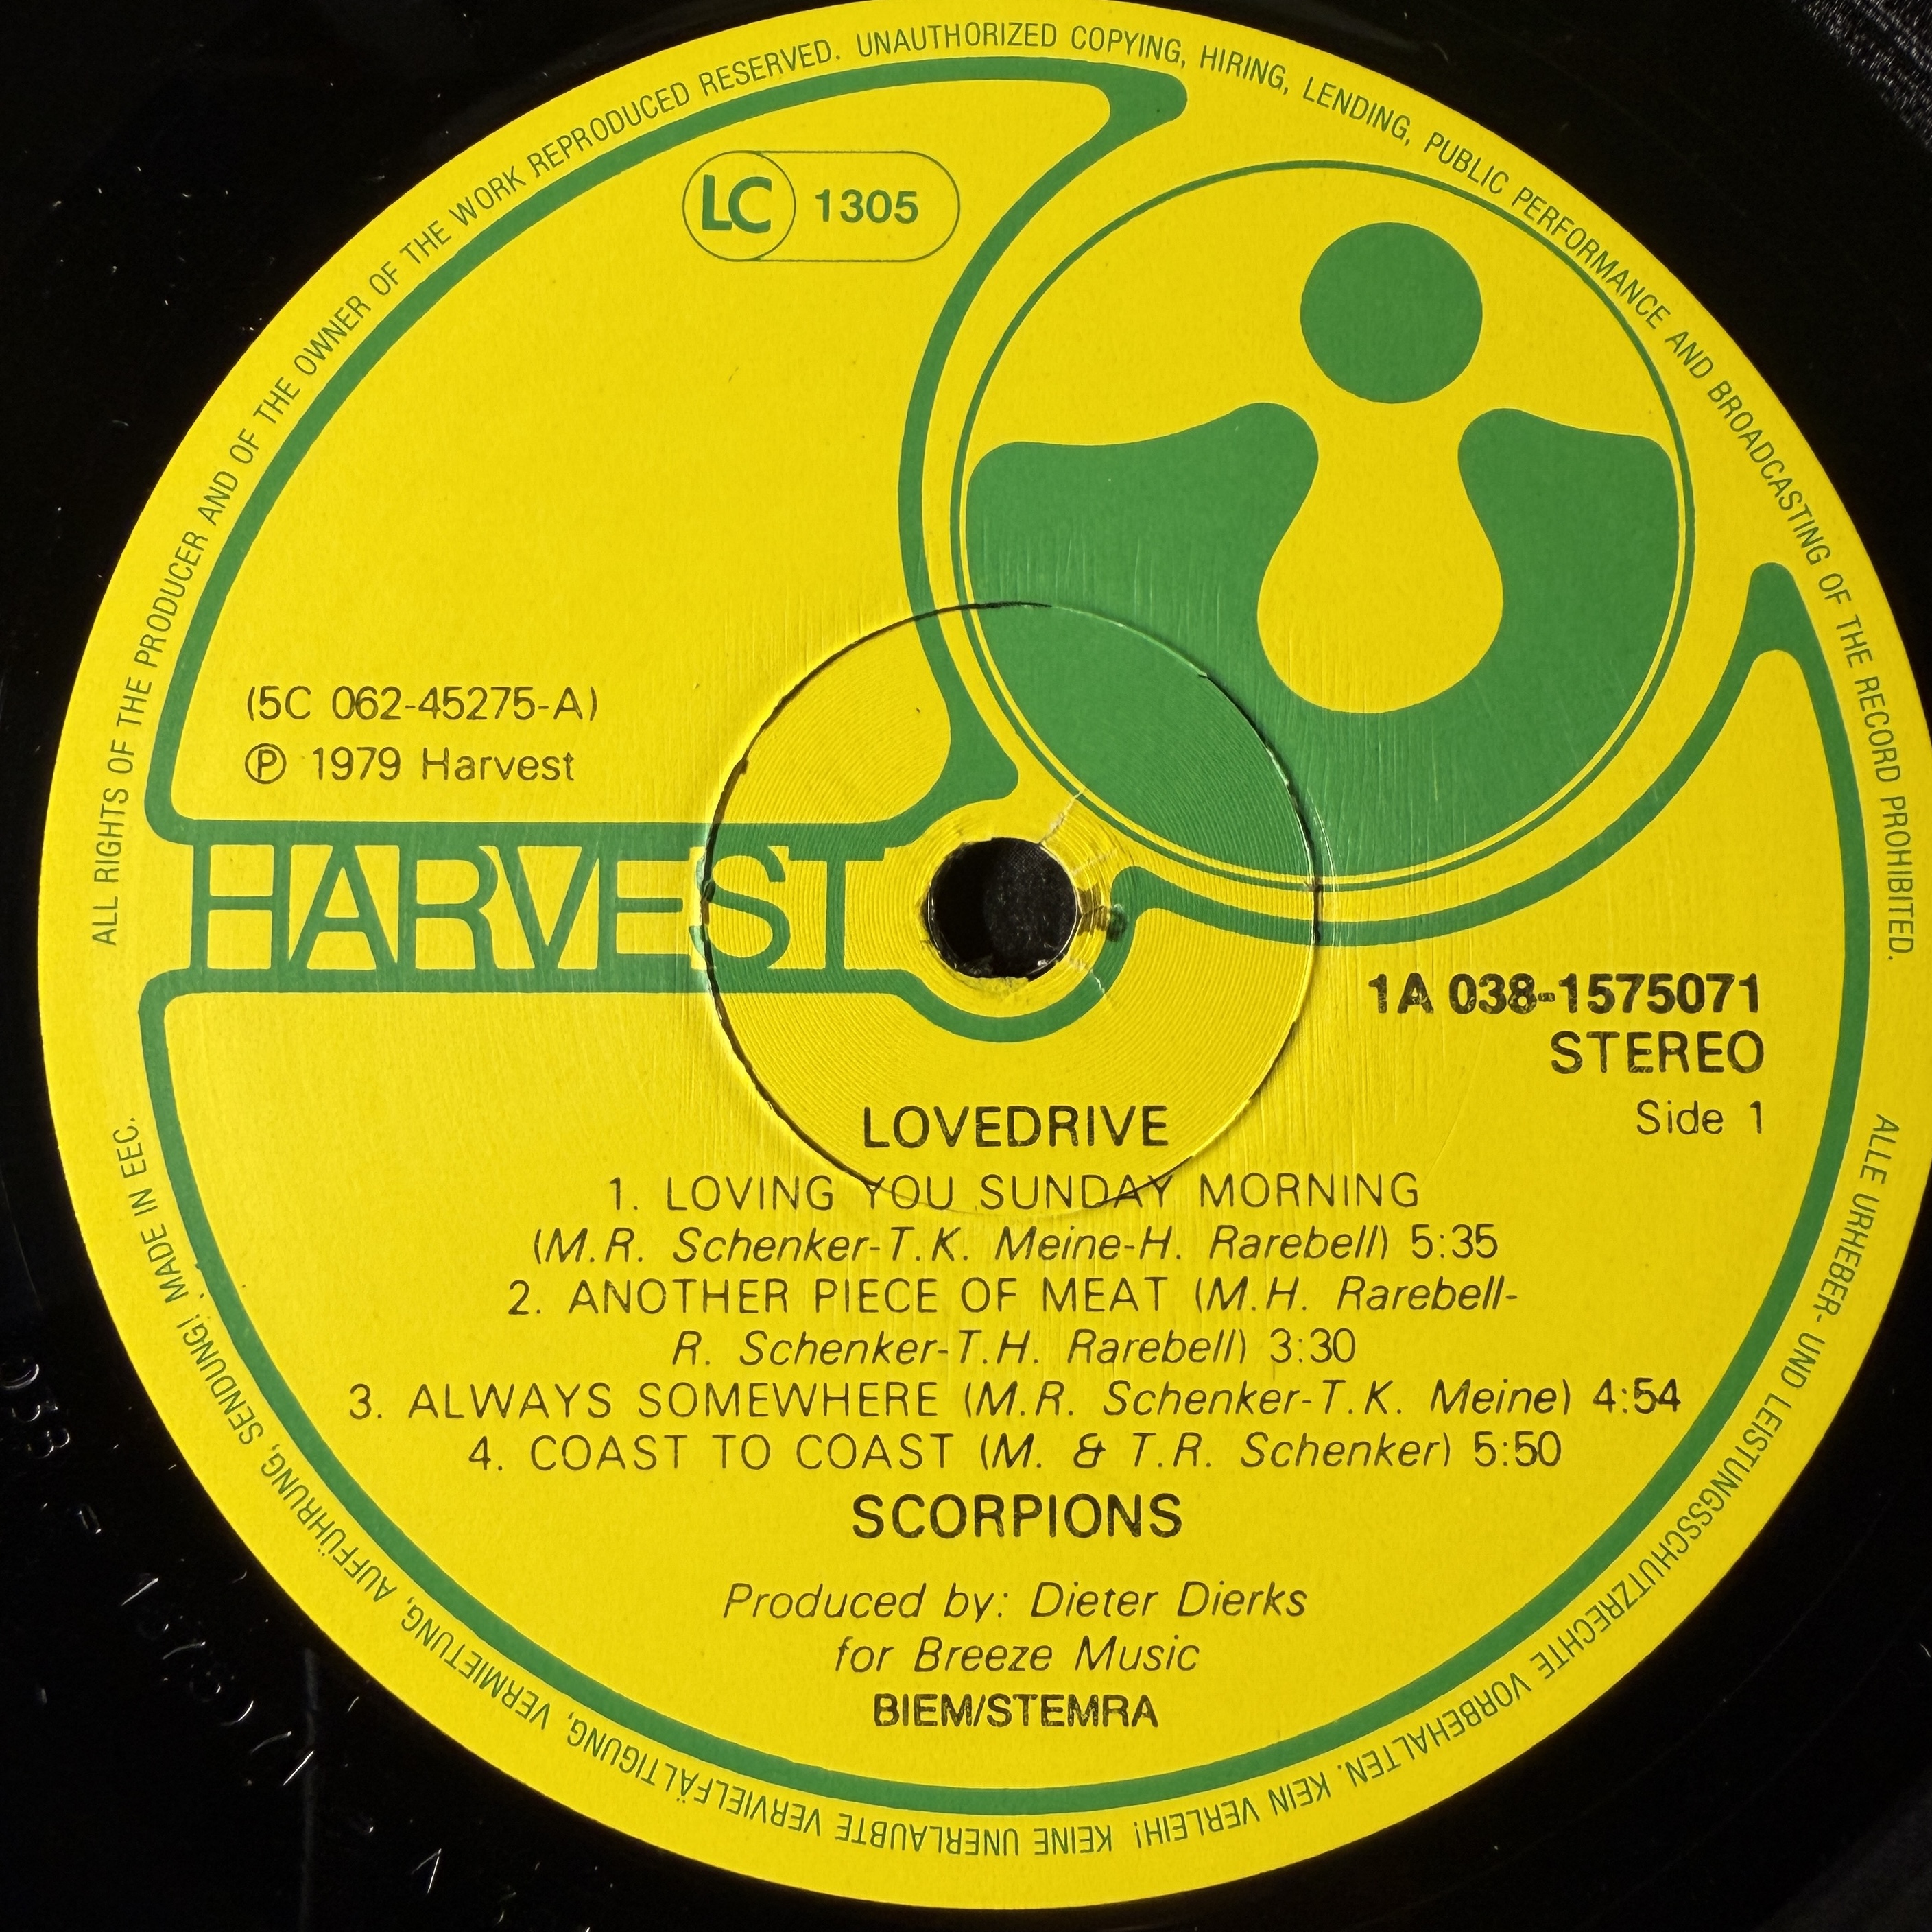 ALL RIGHTS OF THE PRODUCER AND OF THE OWNER OF THE WORK REPRODUCED RESERVED. UNAUTHORIZED COPYING, HIRING, LENDING, PUBLIC PERFORMANCE AND BROADCASTING OF THE RECORD PROHIBITED.
LC 1305
(5C 062-45275-A)
℗ 1979 Harvest
HARVEST
1A 038-1575071
STEREO
Side 1
LOVEDRIVE
1. LOVING YOU SUNDAY MORNING
(M.R. Schenker-T.K. Meine-H. Rarebell) 5:35
2. ANOTHER PIECE OF MEAT (M.H. Rarebell-
R. Schenker-T.H. Rarebell) 3:30
3. ALWAYS SOMEWHERE (M.R. Schenker-T.K. Meine) 4:54
4. COAST TO COAST (M. & T.R. Schenker) 5:50
SCORPIONS
Produced by: Dieter Dierks
for Breeze Music
BIEM/STEMRA
ALLE URHEBER- UND LEISTUNGSSCHUTZRECHTE VORBEHALTEN. KEIN VERLEIH! KEINE UNERLAUBTE VERVIELFÄLTIGUNG, VERMIETUNG, AUFFÜHRUNG, SENDUNG! MADE IN EEC.